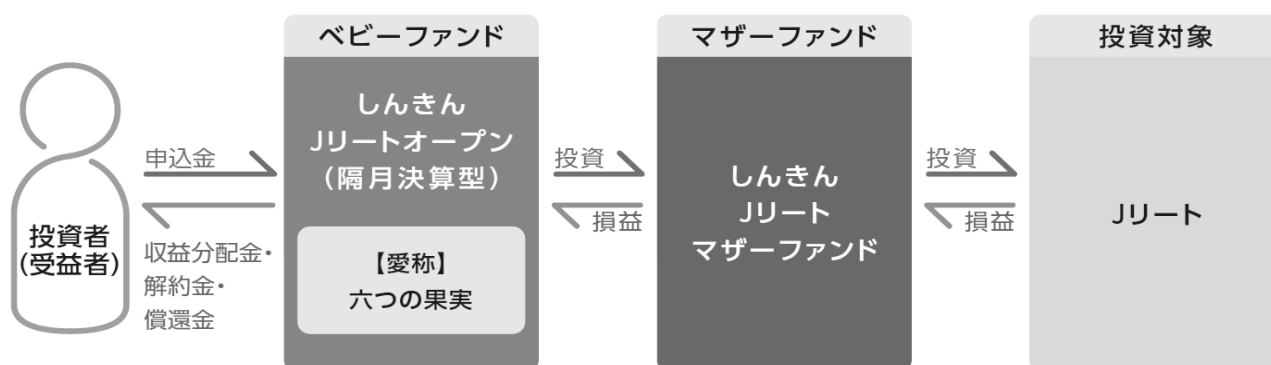 ベビーファンド
マザーファンド
投資対象
投資者
(受益者)
申込金
収益分配金・
解約金・
償還金
しんきん
Jリートオープン
(隔月決算型)
【愛称】
六つの果実
投資
損益
しんきん
Jリート
マザーファンド
投資
損益
Jリート